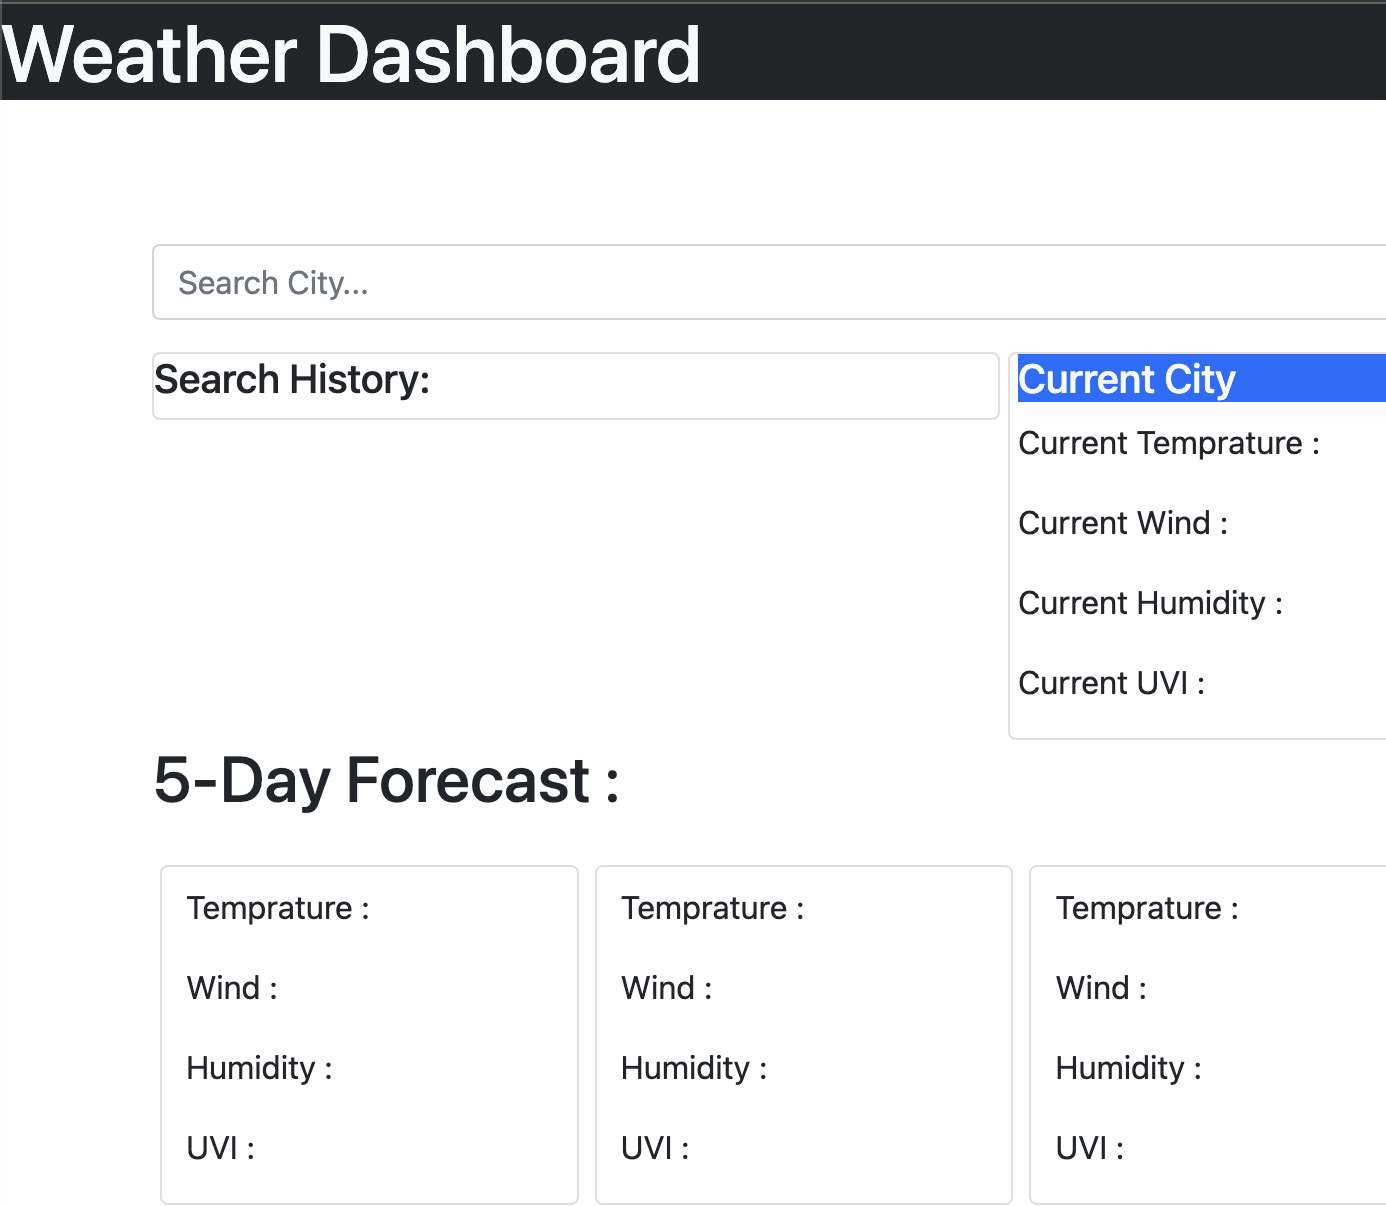 Weather Dashboard
Search City...
Search History:
Current City
Current Temprature :
Current Wind :
Current Humidity :
Current UVI :
5-Day Forecast :
Temprature :
Wind :
Humidity :
UVI :
Temprature :
Wind :
Humidity :
UVI :
Temprature :
Wind :
Humidity :
UVI :